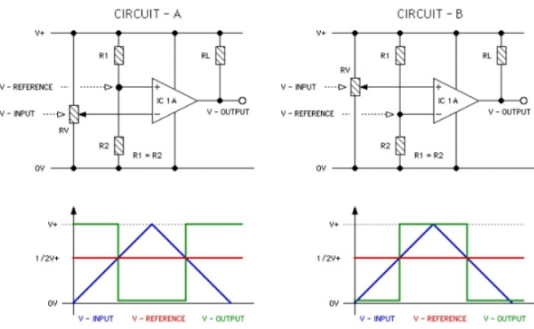 CIRCUIT - A
V+
R1
RL
V - REFERENCE
+
IC 1A
V - INPUT
-
V - OUTPUT
RV
R2
R1 = R2
0V
V+
1/2V+
0V
V - INPUT V - REFERENCE V - OUTPUT
CIRCUIT - B
V+
R1
RL
RV
V - INPUT
+
IC 1A
V - REFERENCE
-
V - OUTPUT
R2
R1 = R2
0V
V+
1/2V+
0V
V - INPUT V - REFERENCE V - OUTPUT